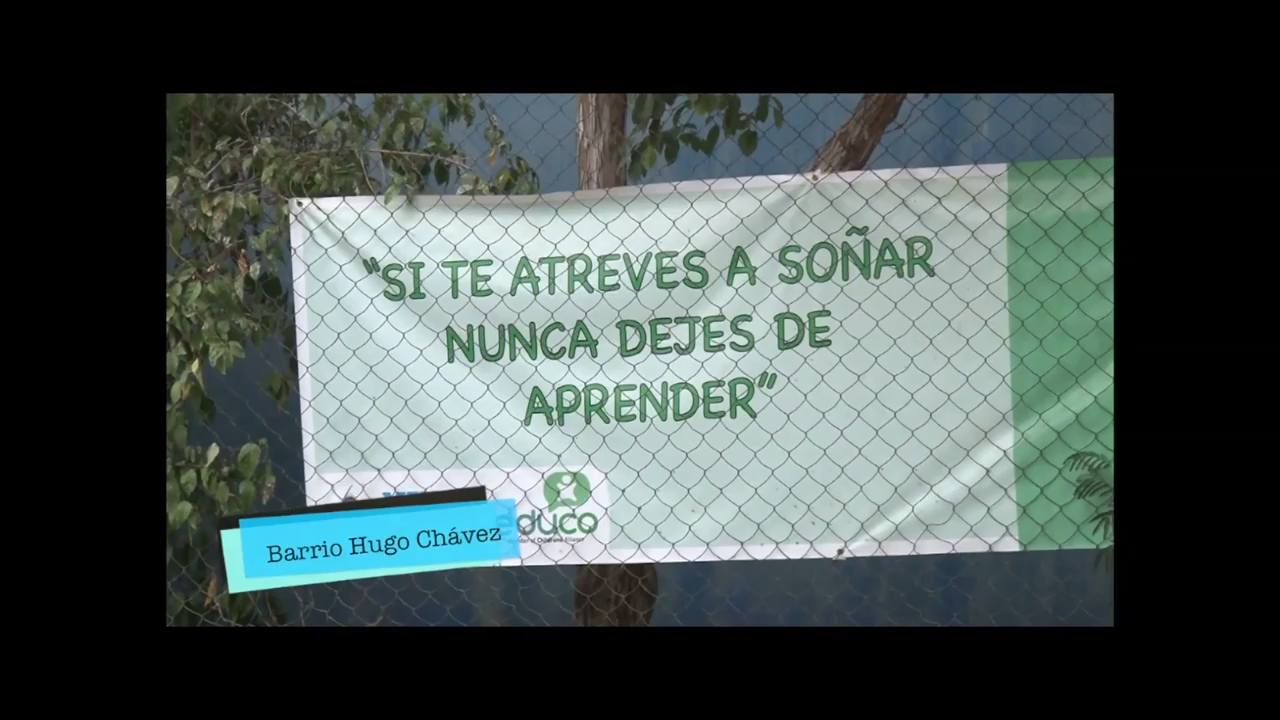 “SI TE ATREVES A SOÑAR
NUNCA DEJES DE
APRENDER”
educo
Barrio Hugo Chávez